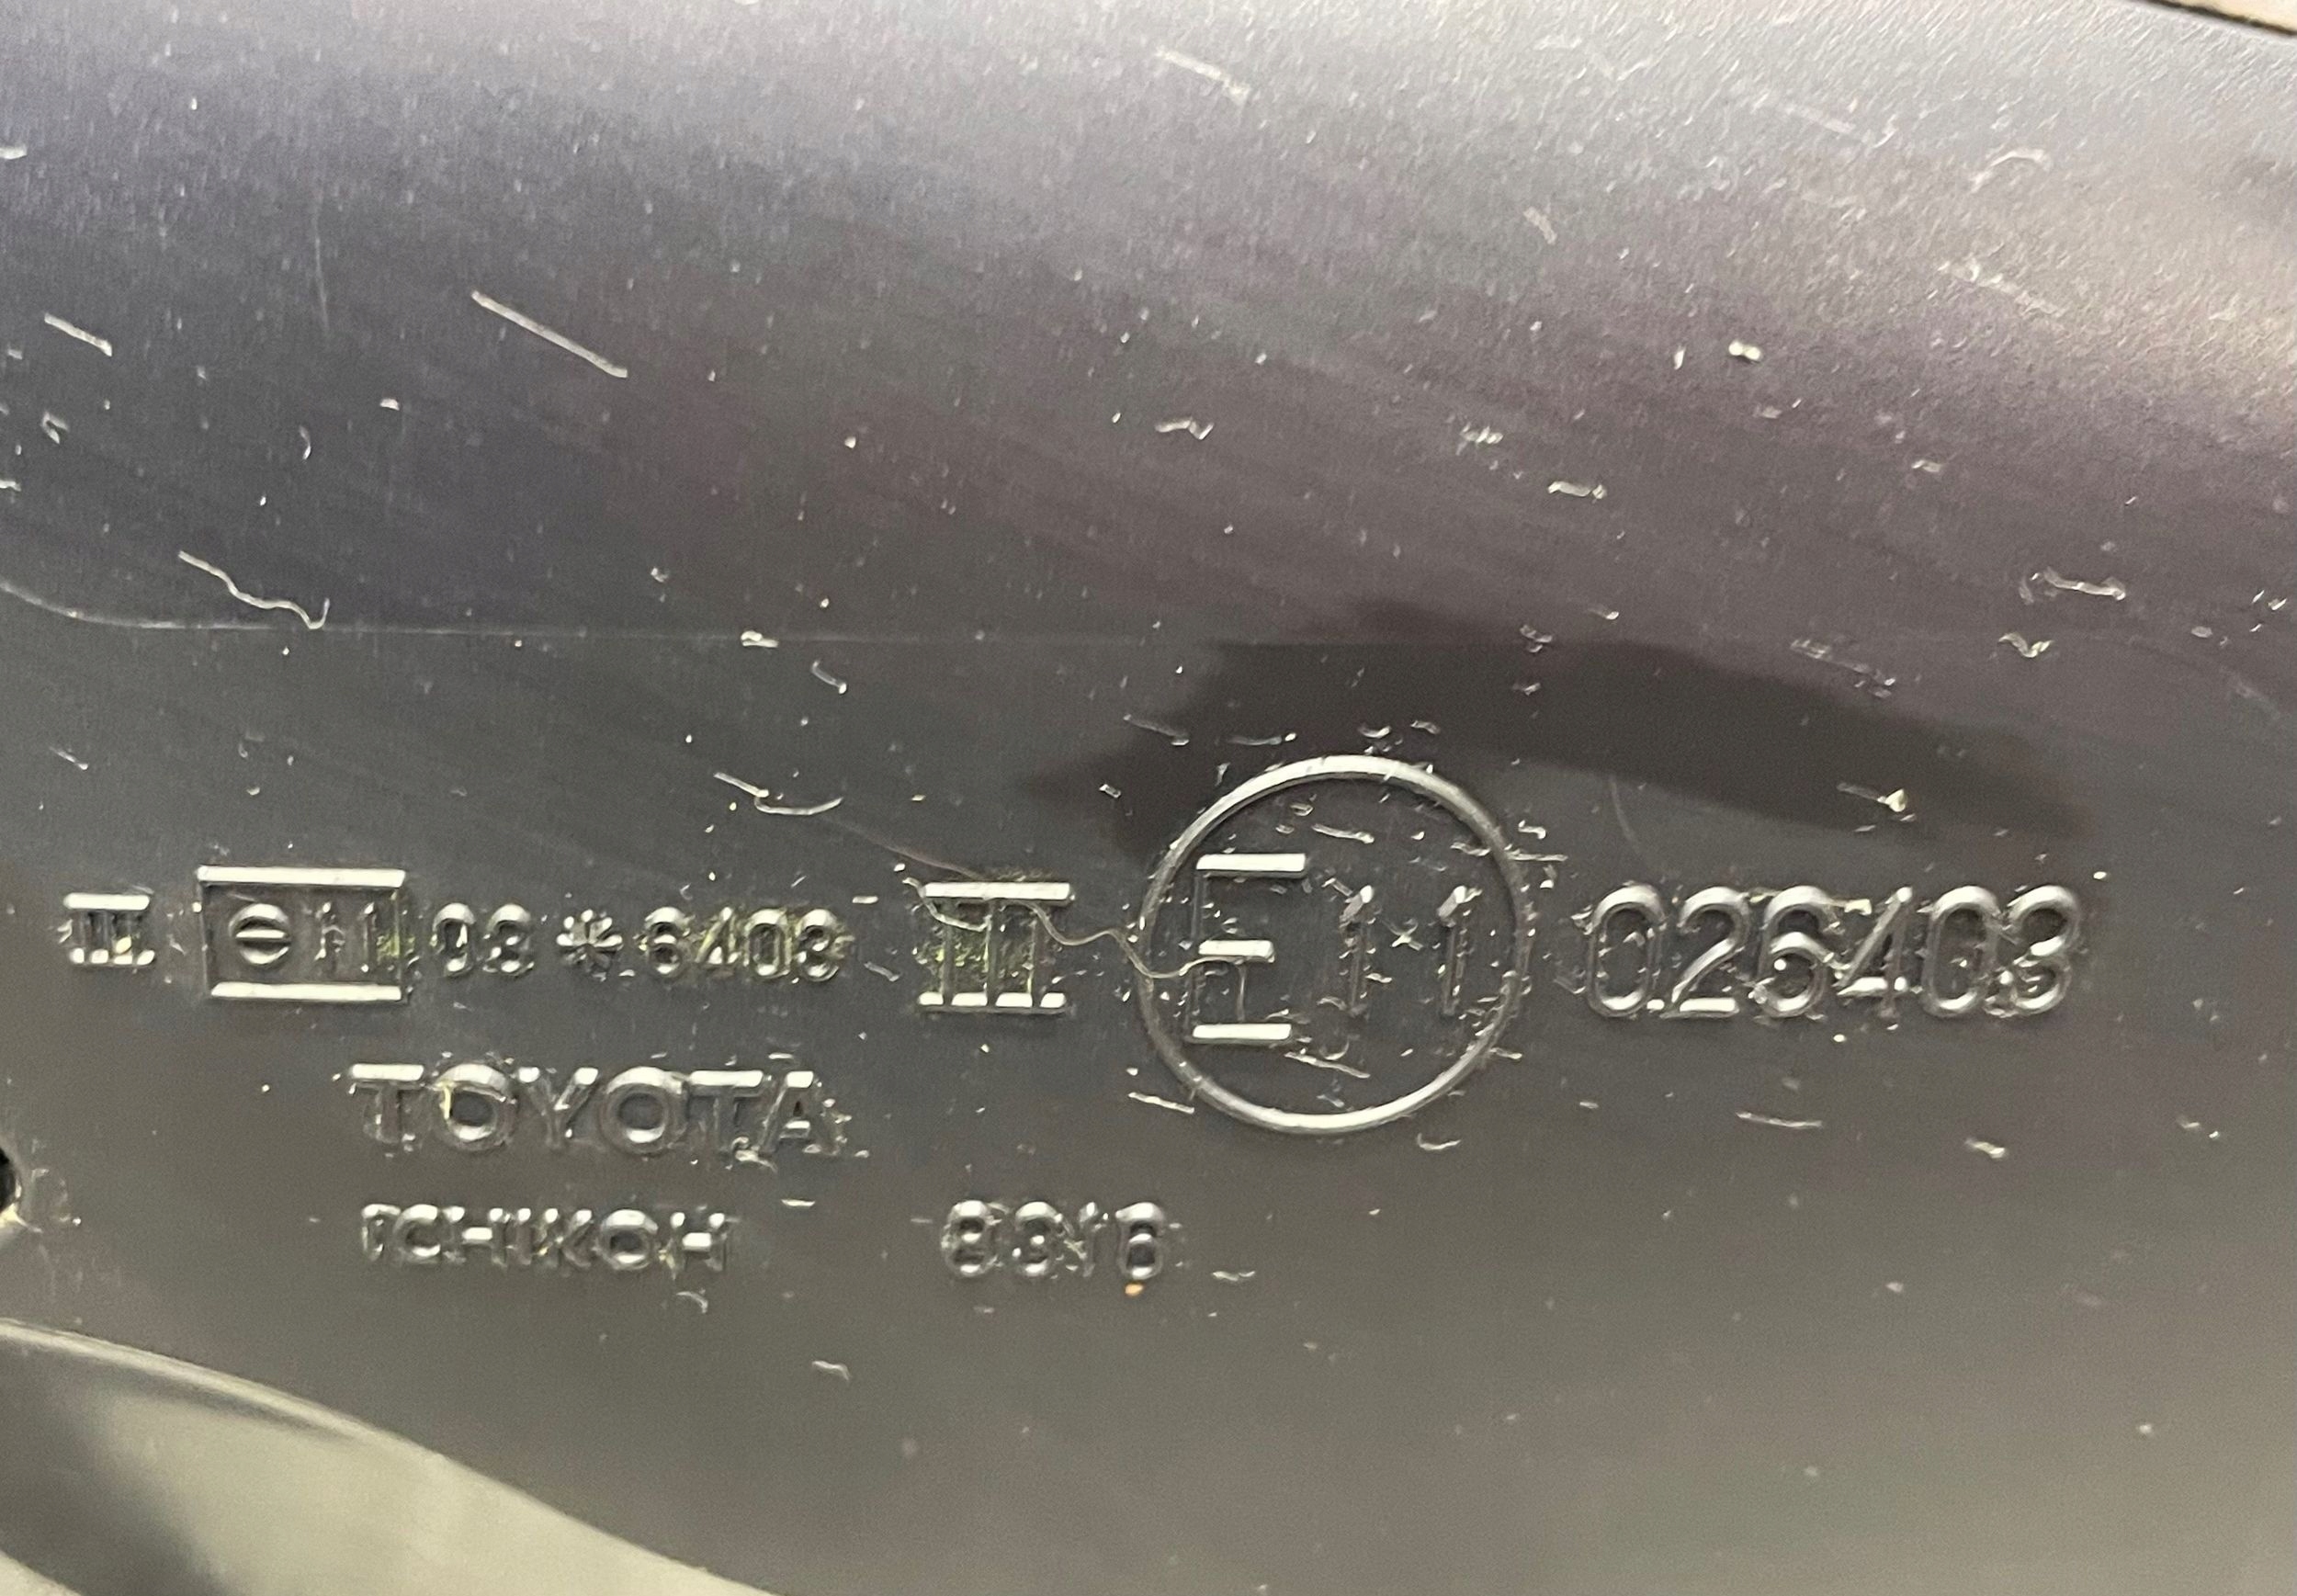 III e11 03*6403 III E11 026403
TOYOTA
ICHIKOH 8316